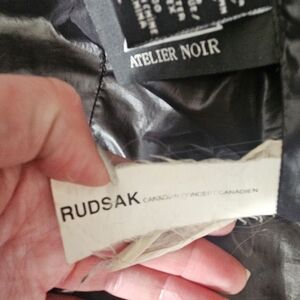 ATELIER NOIR
RUDSAK CANADIAN CONCEPT CANADIEN